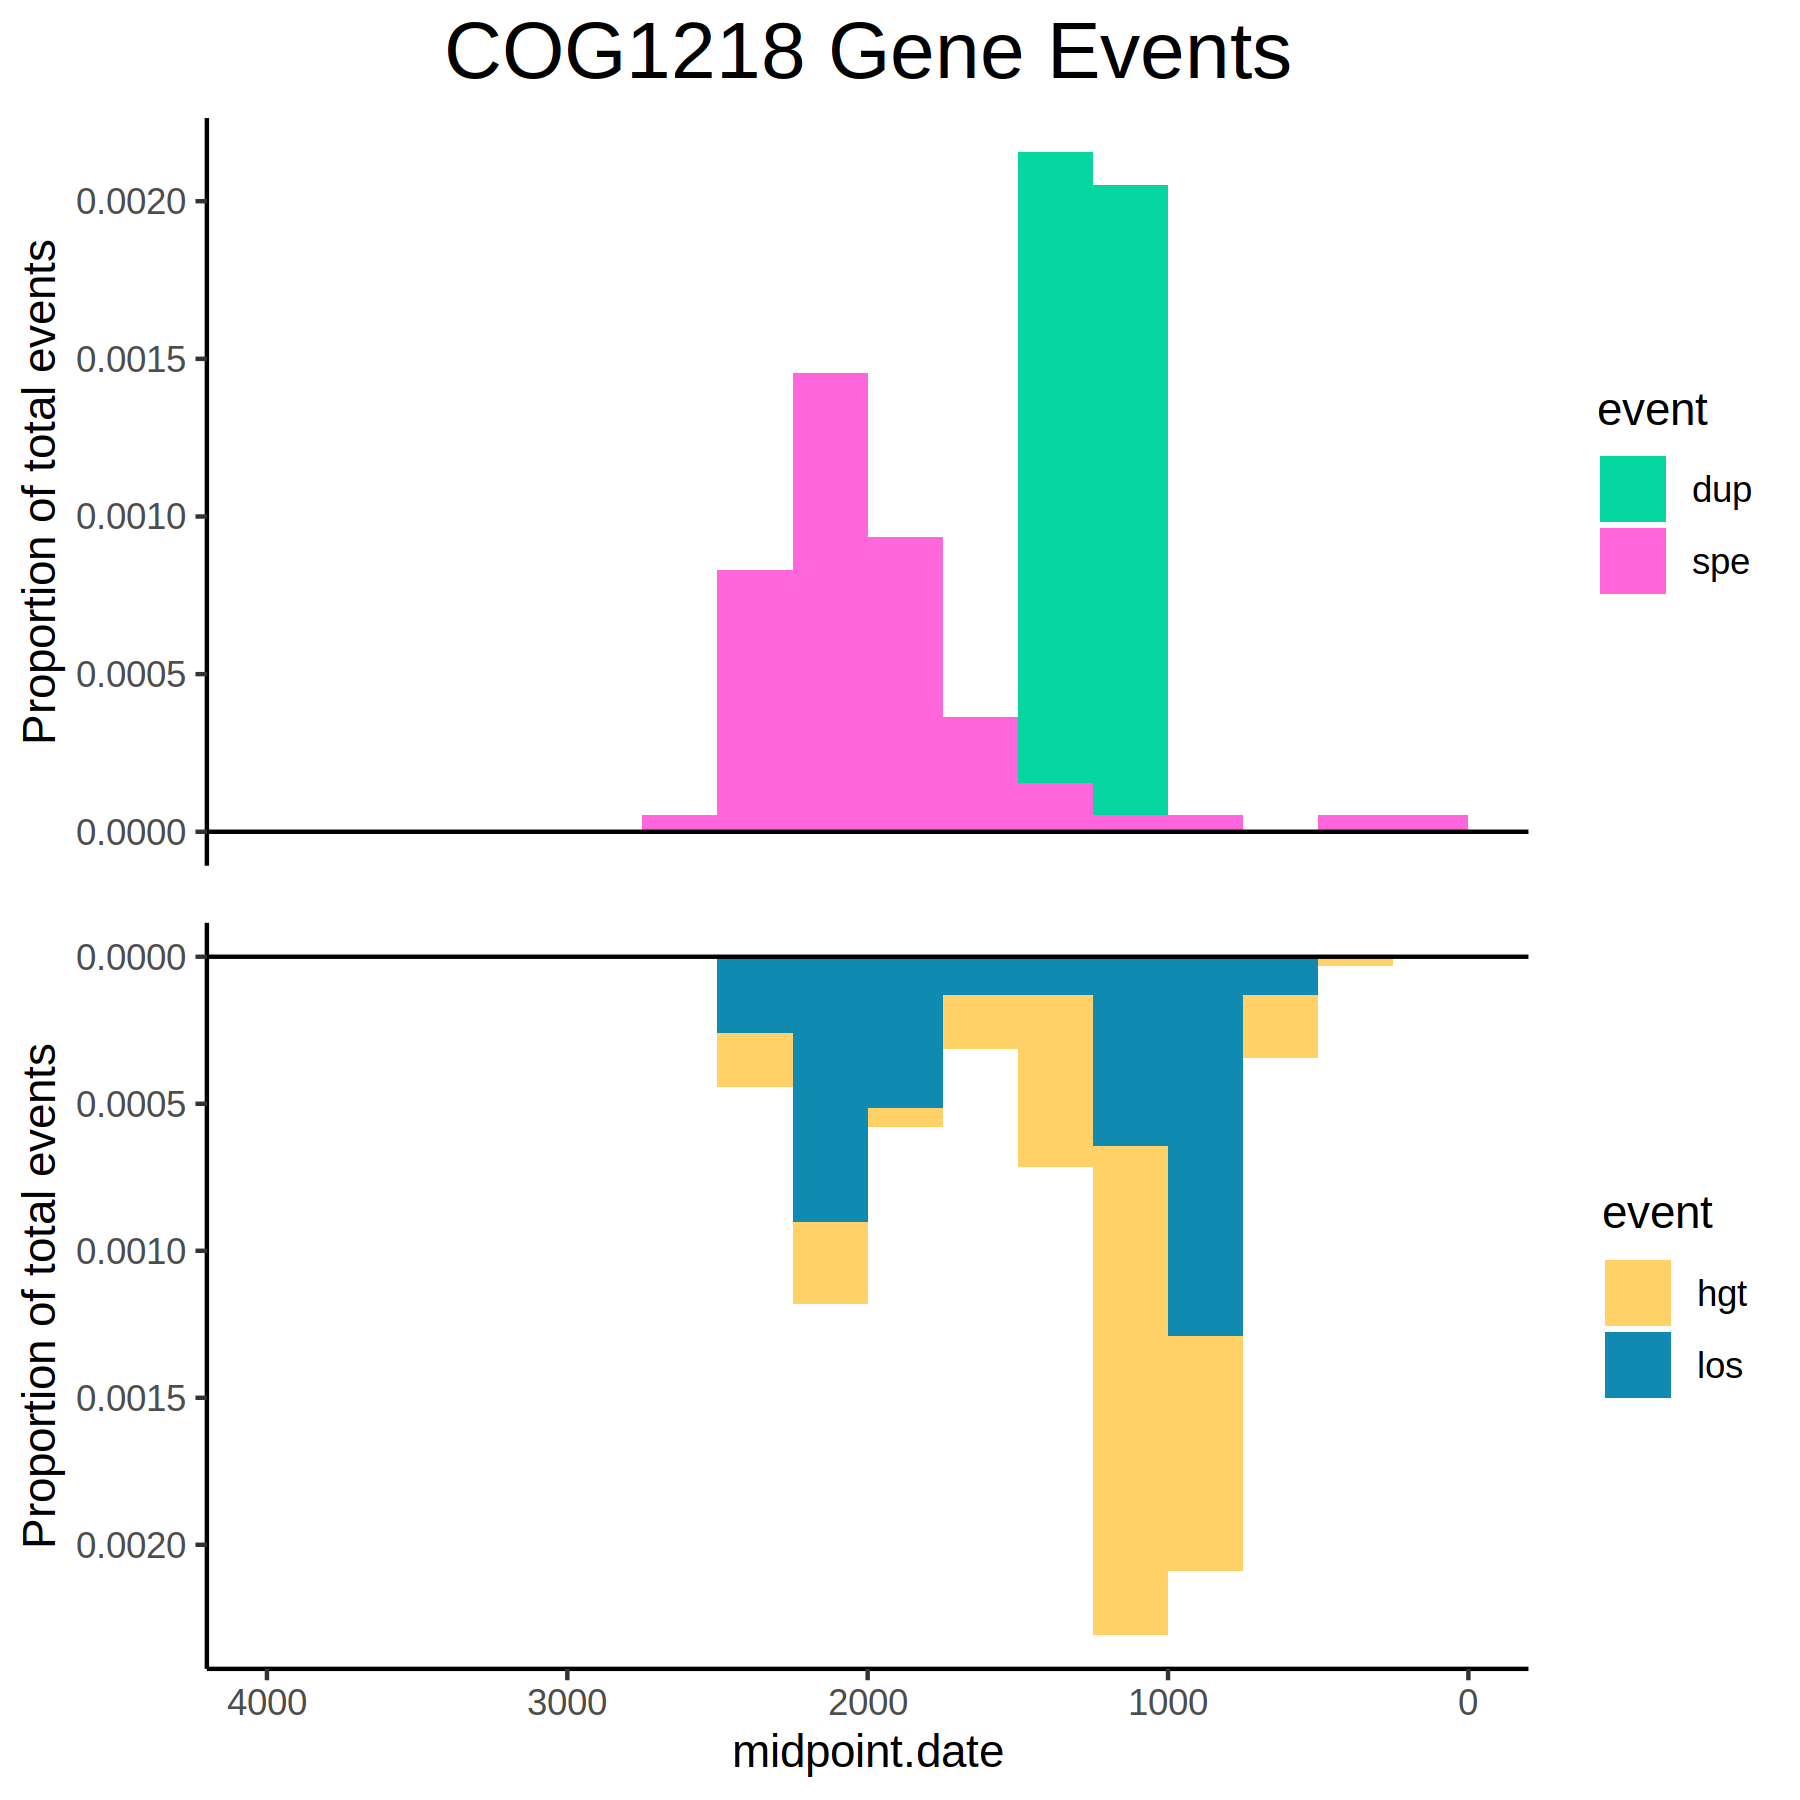 COG1218 Gene Events
Proportion of total events
0.0020
0.0015
0.0010
0.0005
0.0000
event
dup
spe
Proportion of total events
0.0000
0.0005
0.0010
0.0015
0.0020
event
hgt
los
4000 3000 2000 1000 0
midpoint.date